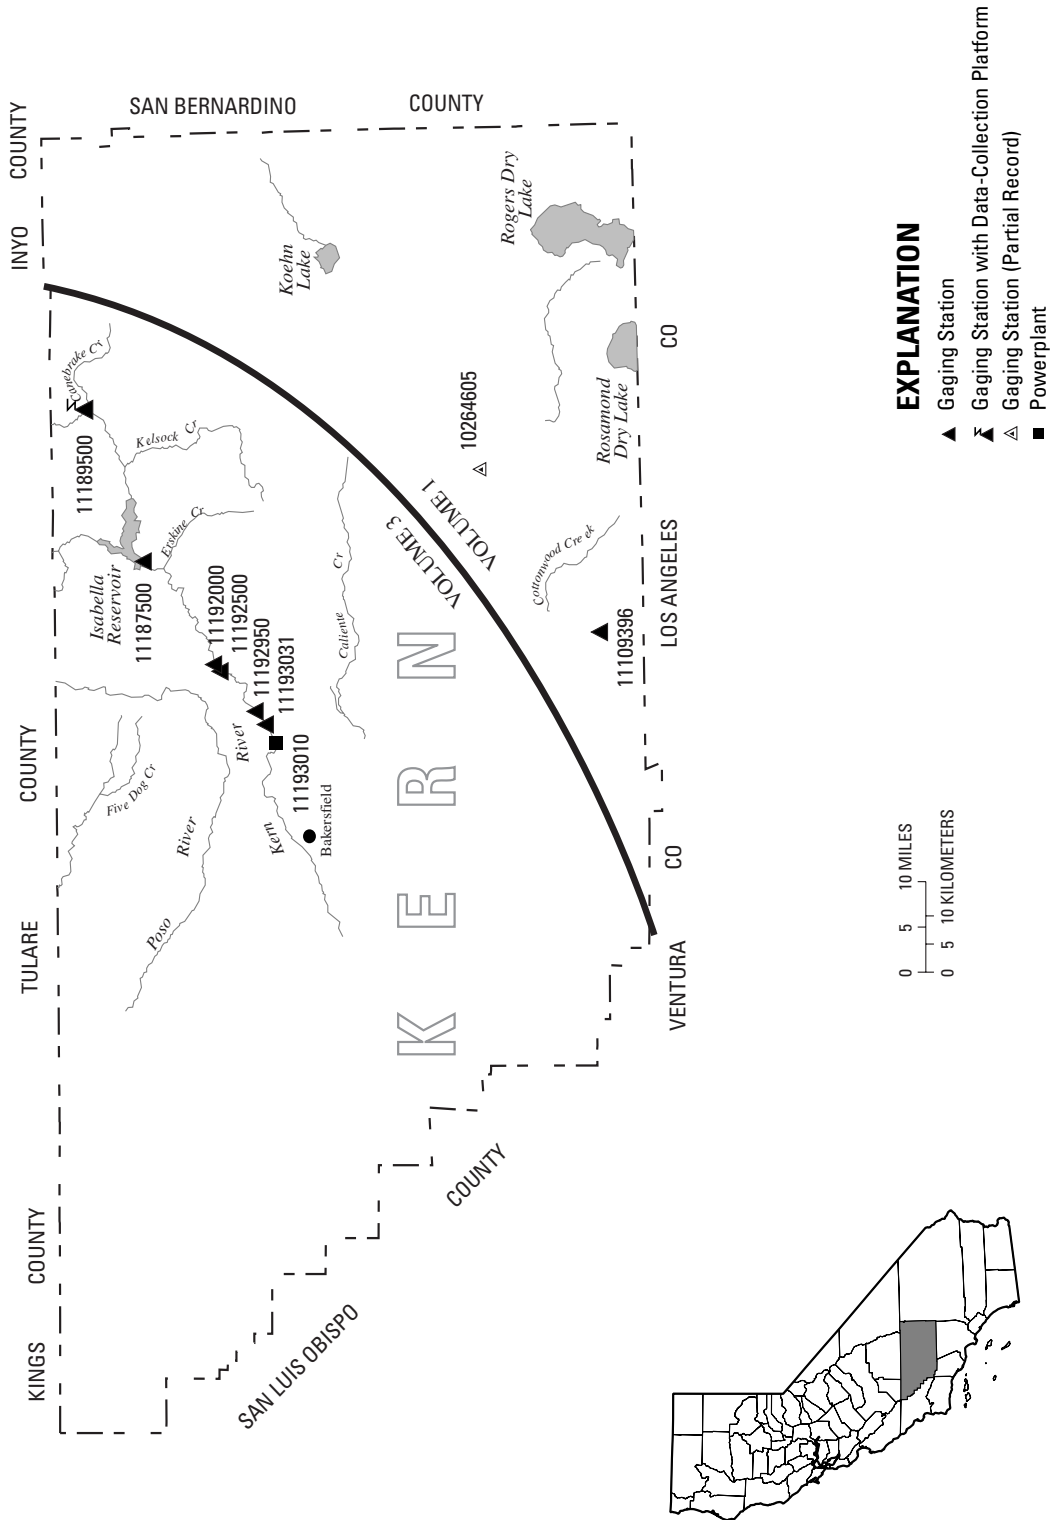 KINGS COUNTY
TULARE COUNTY
INYO COUNTY
SAN BERNARDINO COUNTY
SAN LUIS OBISPO COUNTY
VENTURA CO
LOS ANGELES CO
KERN
Canebrake Cr
11189500
Kelsock Cr
Isabella
Reservoir
11187500
Erskine Cr
11192000
11192500
11192950
11193031
11193010
Five Dog Cr
Poso River
Kern River
Bakersfield
Caliente Cr
VOLUME 3
VOLUME 1
Koehn
Lake
10264605
Rogers Dry
Lake
Rosamond
Dry Lake
Cottonwood Creek
11109396
0 5 10 MILES
0 5 10 KILOMETERS
EXPLANATION
Gaging Station
Gaging Station with Data-Collection Platform
Gaging Station (Partial Record)
Powerplant